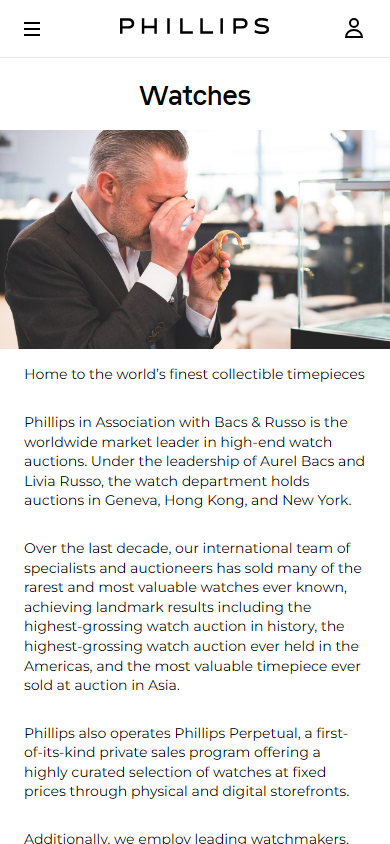 PHILLIPS
Watches
Home to the world's finest collectible timepieces
Phillips in Association with Bacs & Russo is the
worldwide market leader in high-end watch
auctions. Under the leadership of Aurel Bacs and
Livia Russo, the watch department holds
auctions in Geneva, Hong Kong, and New York.
Over the last decade, our international team of
specialists and auctioneers has sold many of the
rarest and most valuable watches ever known,
achieving landmark results including the
highest-grossing watch auction in history, the
highest-grossing watch auction ever held in the
Americas, and the most valuable timepiece ever
sold at auction in Asia.
Phillips also operates Phillips Perpetual, a first-
of-its-kind private sales program offering a
highly curated selection of watches at fixed
prices through physical and digital storefronts.
Additionally, we employ leading watchmakers,